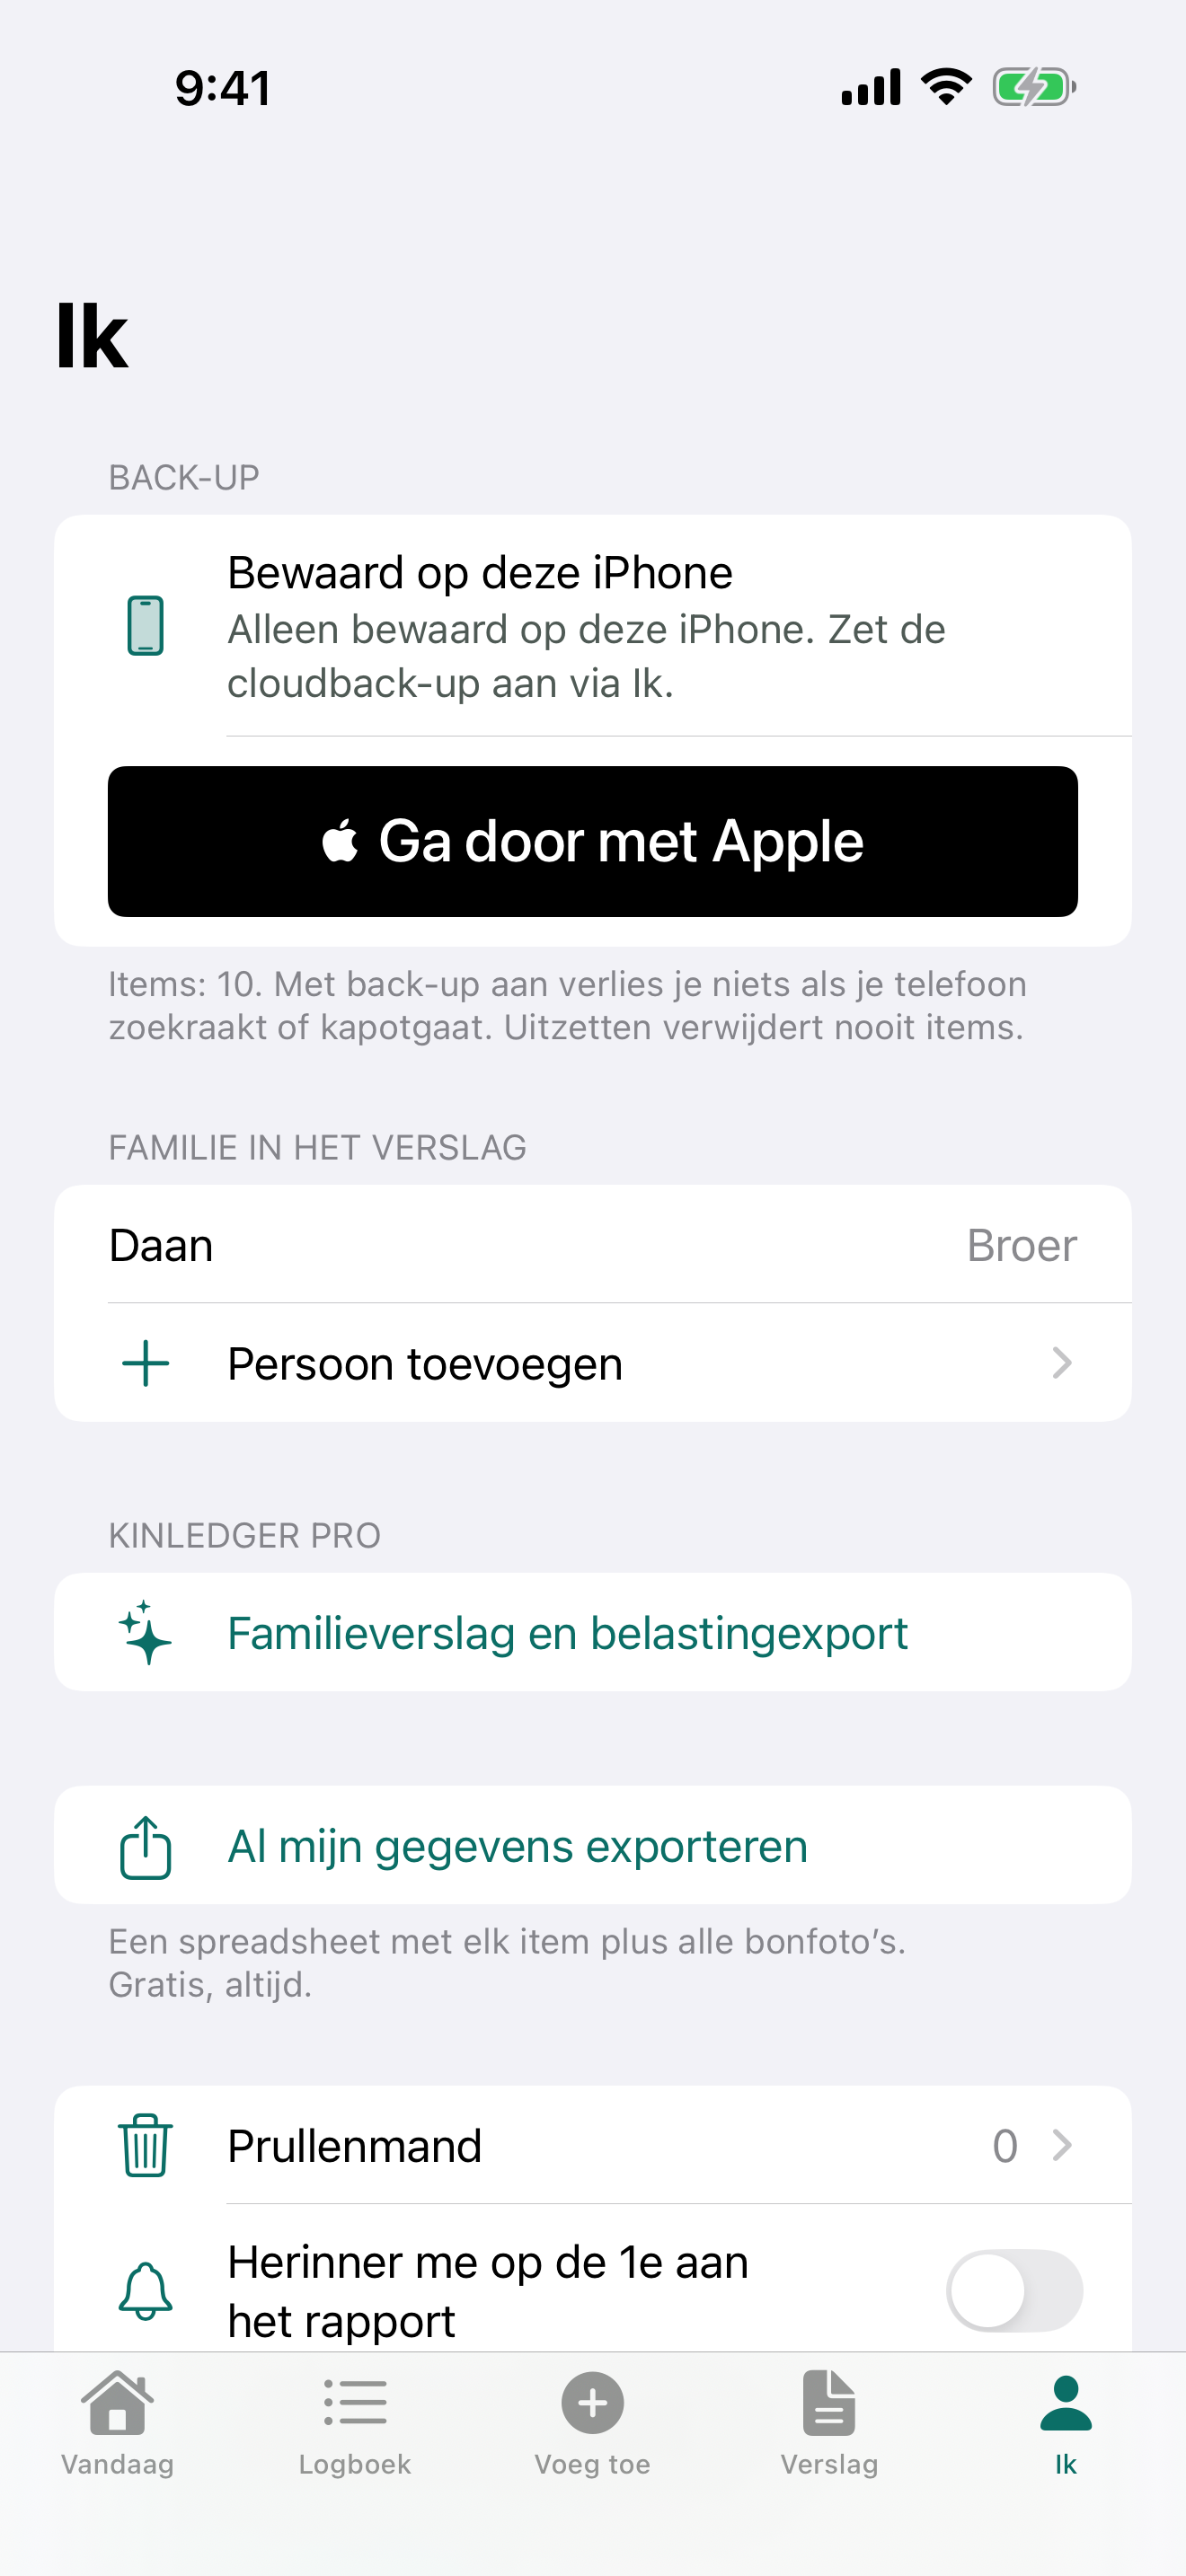 9:41
Ik
BACK-UP
Bewaard op deze iPhone
Alleen bewaard op deze iPhone. Zet de
cloudback-up aan via Ik.
Ga door met Apple
Items: 10. Met back-up aan verlies je niets als je telefoon
zoekraakt of kapotgaat. Uitzetten verwijdert nooit items.
FAMILIE IN HET VERSLAG
Daan Broer
Persoon toevoegen
KINLEDGER PRO
Familieverslag en belastingexport
Al mijn gegevens exporteren
Een spreadsheet met elk item plus alle bonfoto’s.
Gratis, altijd.
Prullenmand 0
Herinner me op de 1e aan
het rapport
Vandaag Logboek Voeg toe Verslag Ik